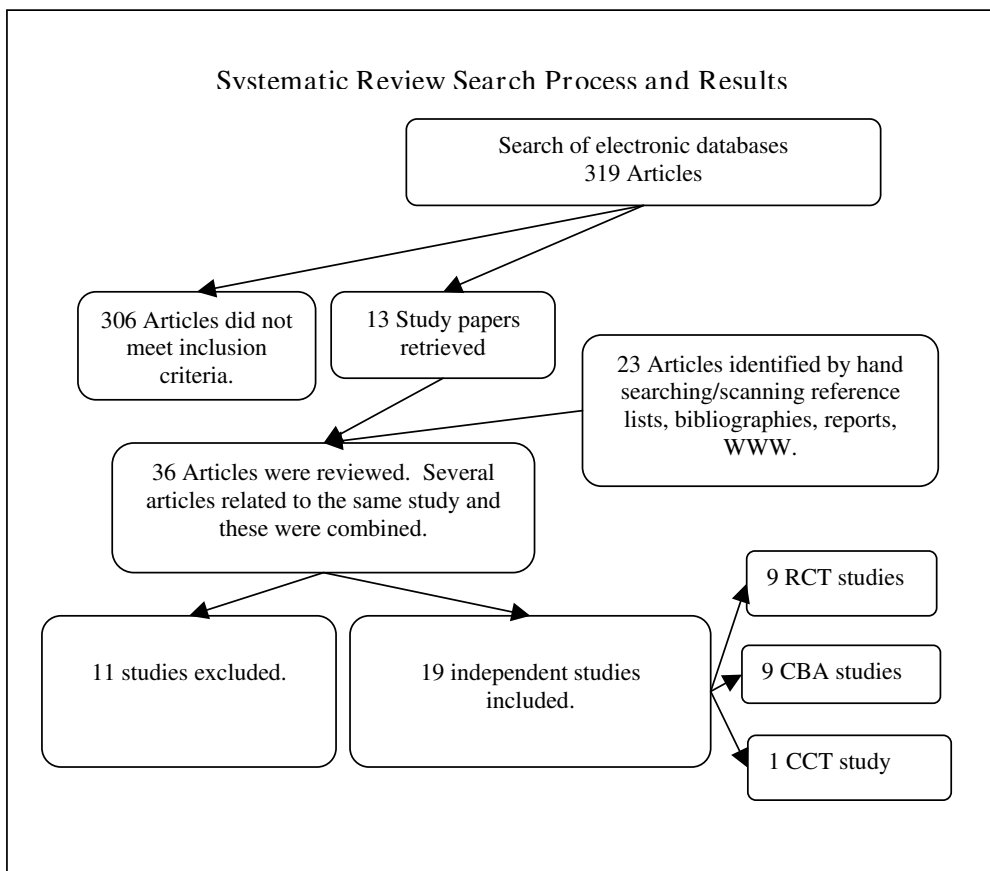 Systematic Review Search Process and Results
Search of electronic databases
319 Articles
306 Articles did not
meet inclusion
criteria.
13 Study papers
retrieved
23 Articles identified by hand
searching/scanning reference
lists, bibliographies, reports,
WWW.
36 Articles were reviewed.  Several
articles related to the same study and
these were combined.
11 studies excluded.
19 independent studies
included.
9 RCT studies
9 CBA studies
1 CCT study